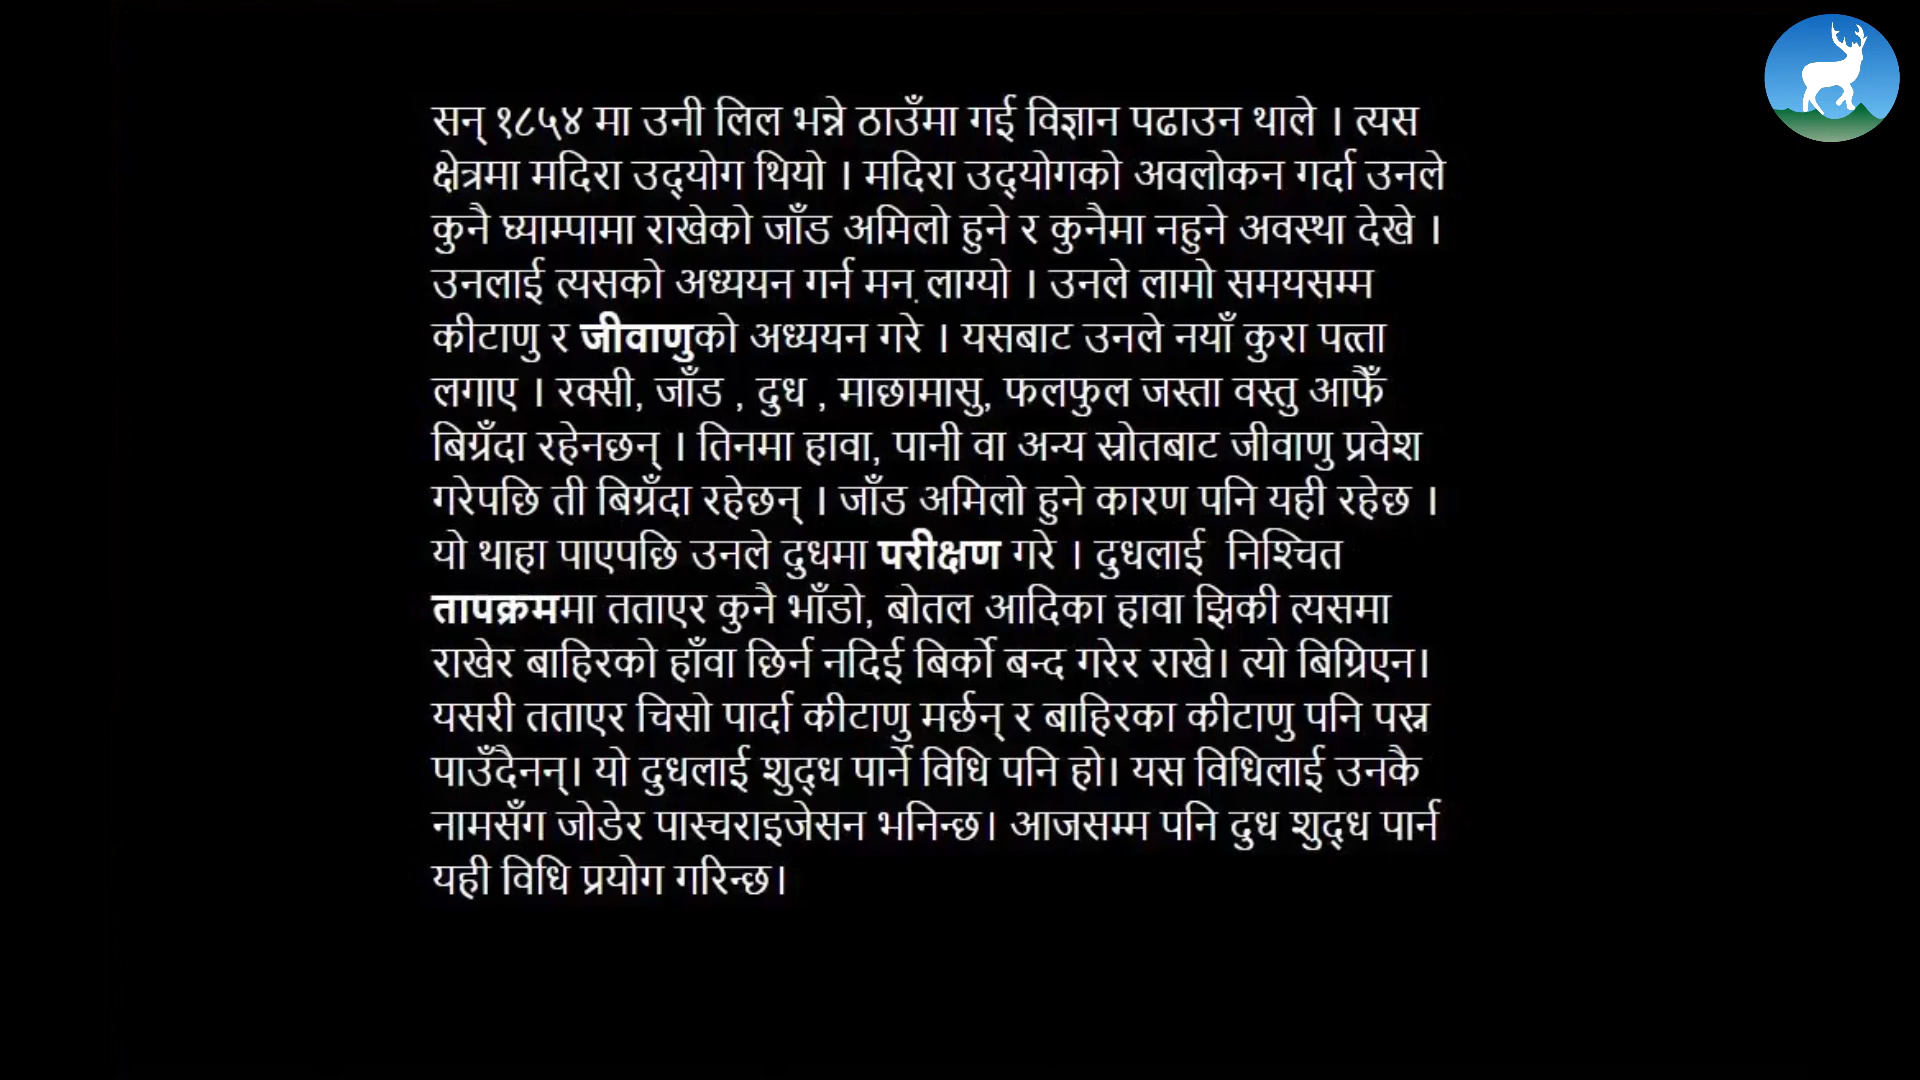 सन् १८५४ मा उनी लिल भन्ने ठाउँमा गई विज्ञान पढाउन थाले । त्यस
क्षेत्रमा मदिरा उद्‌योग थियो । मदिरा उद्‌योगको अवलोकन गर्दा उनले
कुनै घ्याम्पामा राखेको जाँड अमिलो हुने र कुनैमा नहुने अवस्था देखे ।
उनलाई त्यसको अध्ययन गर्न मन लाग्यो । उनले लामो समयसम्म
कीटाणु र जीवाणुको अध्ययन गरे । यसबाट उनले नयाँ कुरा पत्ता
लगाए । रक्सी, जाँड , दुध , माछामासु, फलफुल जस्ता वस्तु आफैँ
बिग्रँदा रहेनछन् । तिनमा हावा, पानी वा अन्य स्रोतबाट जीवाणु प्रवेश
गरेपछि ती बिग्रँदा रहेछन् । जाँड अमिलो हुने कारण पनि यही रहेछ ।
यो थाहा पाएपछि उनले दुधमा परीक्षण गरे । दुधलाई निश्चित
तापक्रममा तताएर कुनै भाँडो, बोतल आदिका हावा झिकी त्यसमा
राखेर बाहिरको हाँवा छिर्न नदिई बिर्को बन्द गरेर राखे। त्यो बिग्रिएन।
यसरी तताएर चिसो पार्दा कीटाणु मर्छन् र बाहिरका कीटाणु पनि पस्न
पाउँदैनन्। यो दुधलाई शुद्‌ध पार्ने विधि पनि हो। यस विधिलाई उनकै
नामसँग जोडेर पास्चराइजेसन भनिन्छ। आजसम्म पनि दुध शुद्‌ध पार्न
यही विधि प्रयोग गरिन्छ।